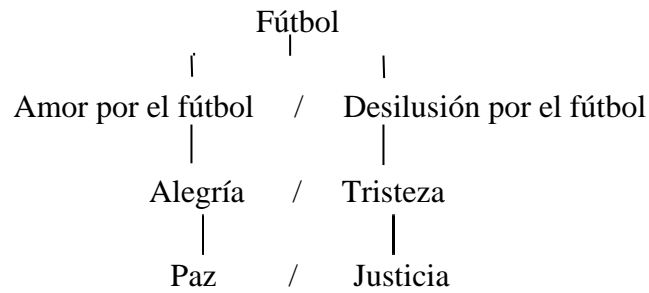 Fútbol
Amor por el fútbol / Desilusión por el fútbol
Alegría / Tristeza
Paz / Justicia